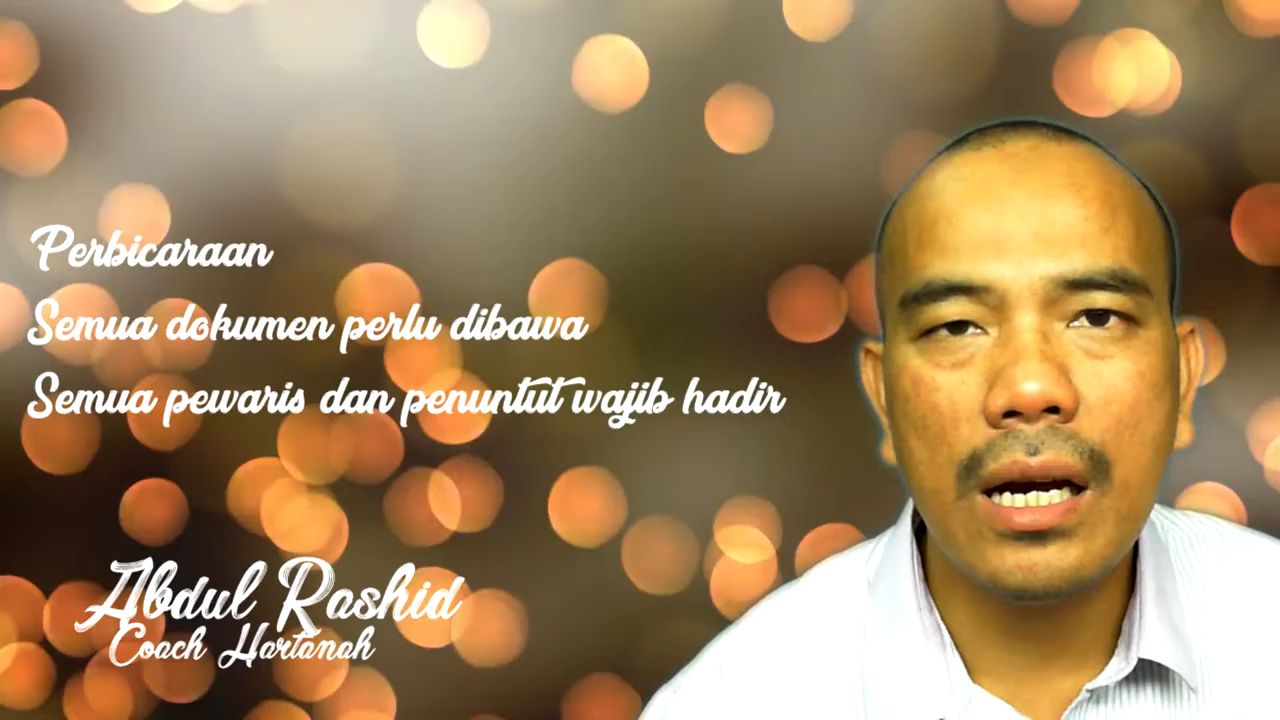 Perbicaraan
Semua dokumen perlu dibawa
Semua pewaris dan penuntut wajib hadir
Abdul Rashid
Coach Hartanah